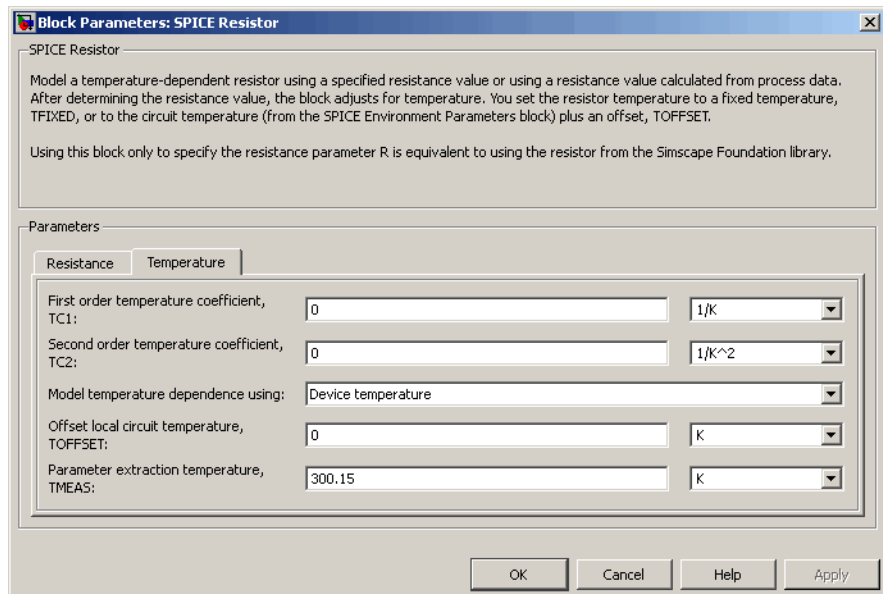 Block Parameters: SPICE Resistor
SPICE Resistor
Model a temperature-dependent resistor using a specified resistance value or using a resistance value calculated from process data.
After determining the resistance value, the block adjusts for temperature. You set the resistor temperature to a fixed temperature,
TFIXED, or to the circuit temperature (from the SPICE Environment Parameters block) plus an offset, TOFFSET.
Using this block only to specify the resistance parameter R is equivalent to using the resistor from the Simscape Foundation library.
Parameters
Resistance Temperature
First order temperature coefficient,
TC1:
0 1/K
Second order temperature coefficient,
TC2:
0 1/K^2
Model temperature dependence using: Device temperature
Offset local circuit temperature,
TOFFSET:
0 K
Parameter extraction temperature,
TMEAS:
300.15 K
OK Cancel Help Apply